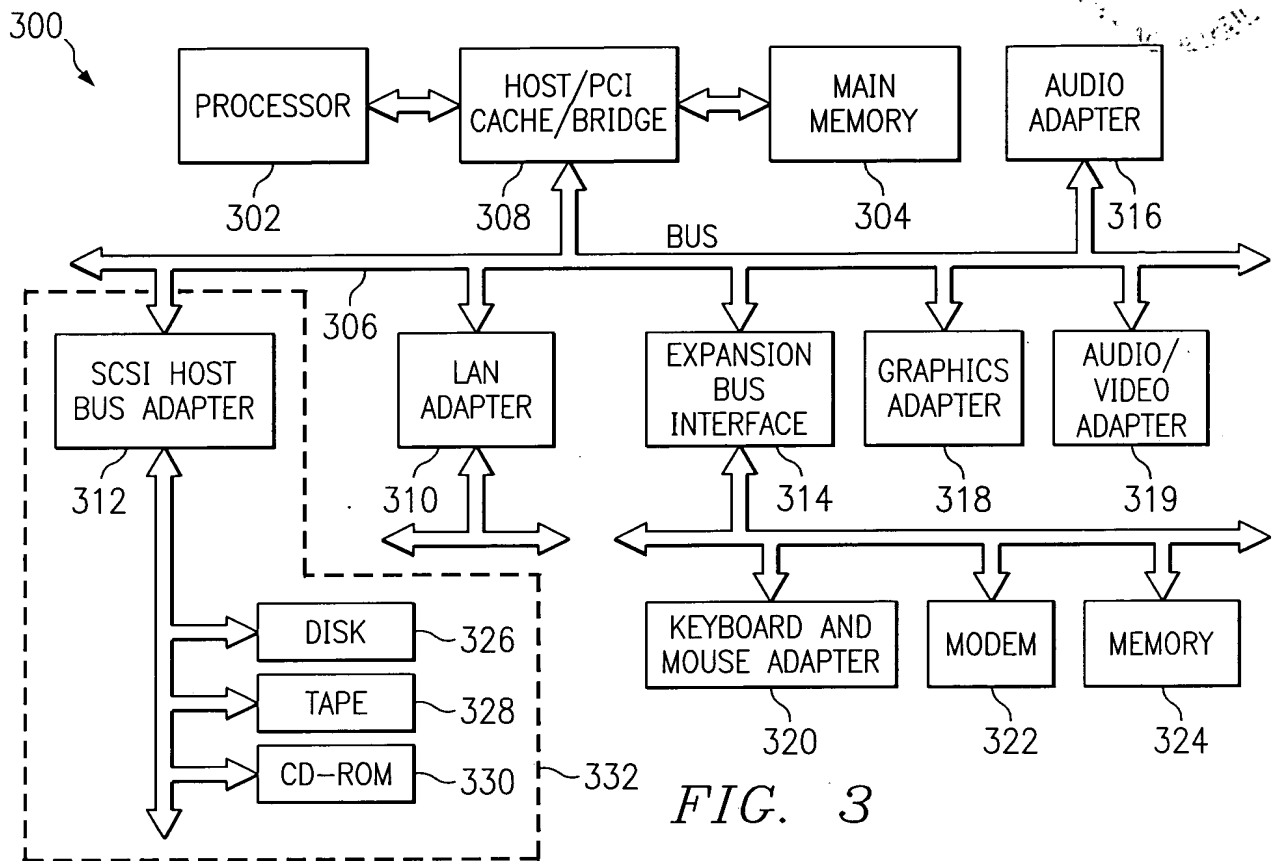 300
PROCESSOR
HOST/PCI
CACHE/BRIDGE
MAIN
MEMORY
AUDIO
ADAPTER
302
308
304
316
BUS
306
SCSI HOST
BUS ADAPTER
LAN
ADAPTER
EXPANSION
BUS
INTERFACE
GRAPHICS
ADAPTER
AUDIO/
VIDEO
ADAPTER
312
310
314
318
319
DISK
326
KEYBOARD AND
MOUSE ADAPTER
MODEM
MEMORY
TAPE
328
320
322
324
CD-ROM
330
332
FIG. 3